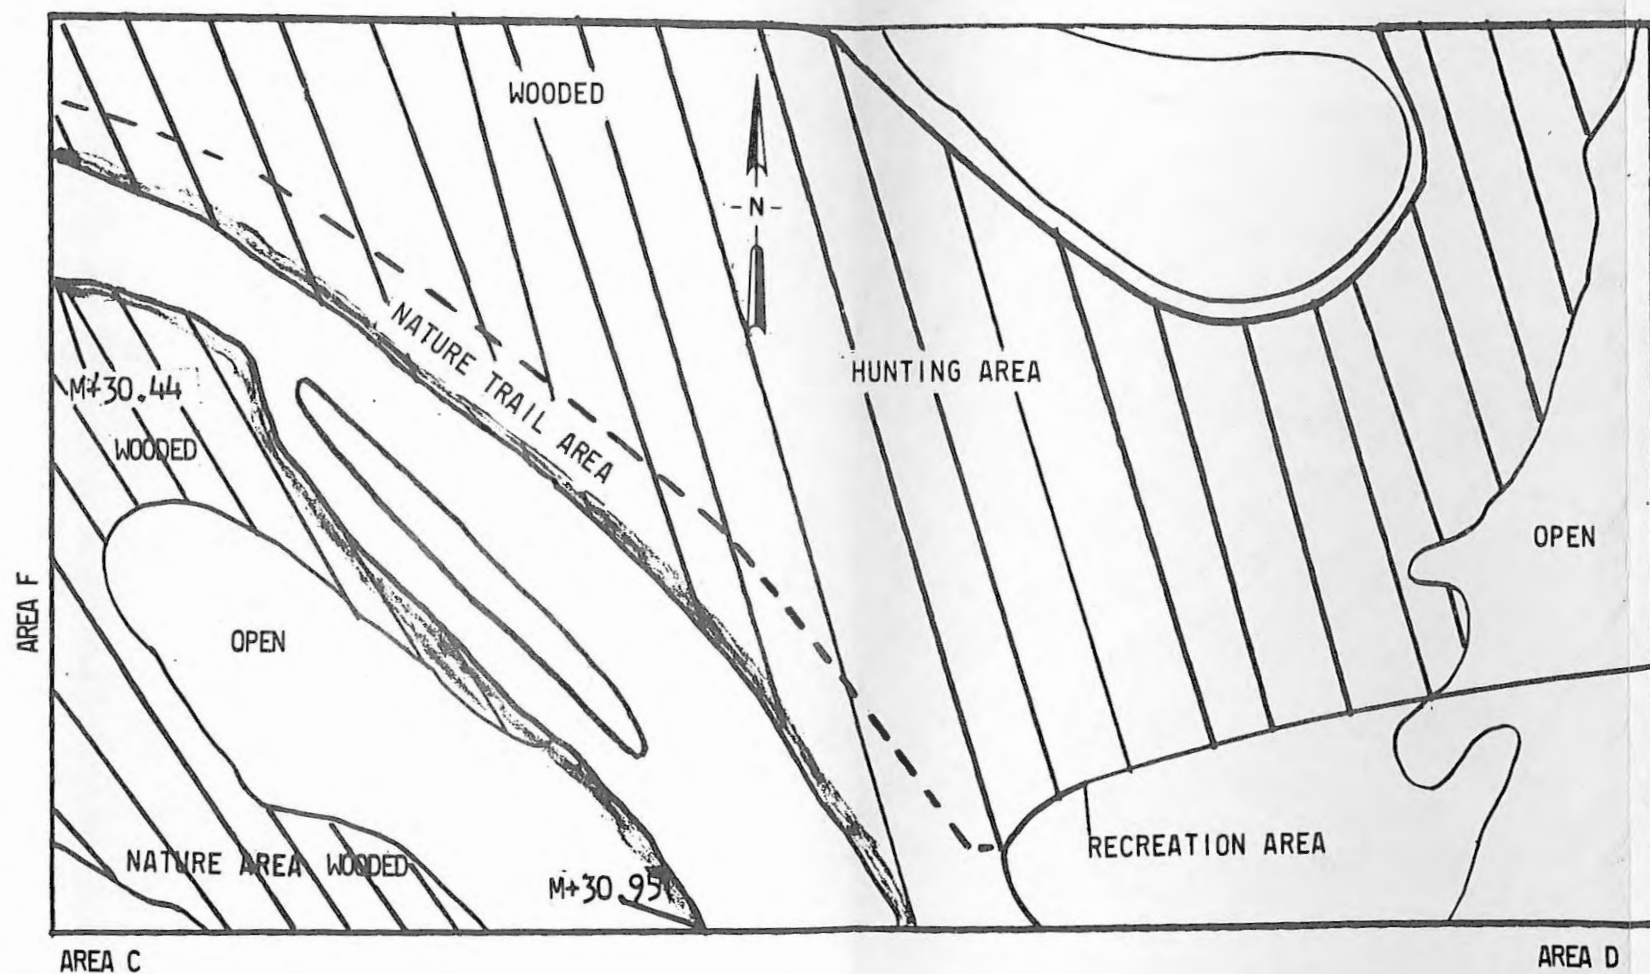 WOODED
-N-
NATURE TRAIL AREA
HUNTING AREA
M+30.44
WOODED
OPEN
AREA F
OPEN
RECREATION AREA
NATURE AREA WOODED
M+30.95
AREA C
AREA D